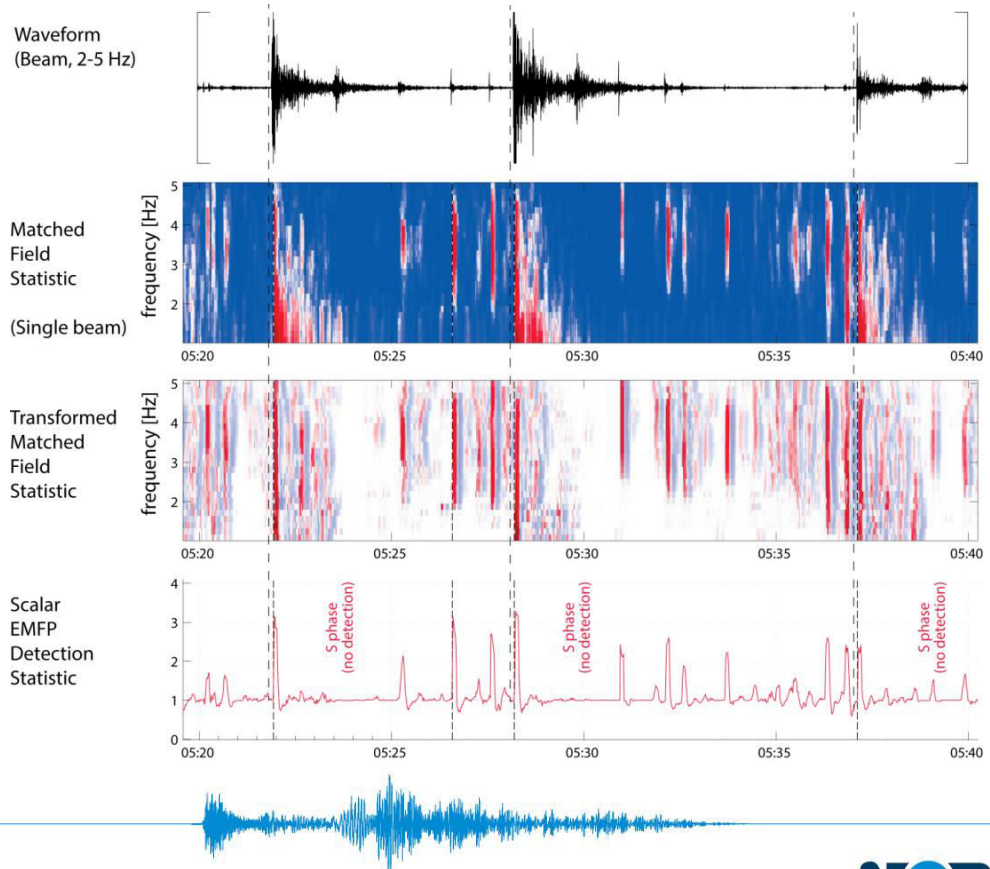 Waveform
(Beam, 2-5 Hz)
Matched
Field
Statistic
(Single beam)
frequency [Hz]
5
4
3
2
05:20 05:25 05:30 05:35 05:40
Transformed
Matched
Field
Statistic
frequency [Hz]
5
4
3
2
05:20 05:25 05:30 05:35 05:40
Scalar
EMFP
Detection
Statistic
4
3
2
1
0
S phase
(no detection)
S phase
(no detection)
S phase
(no detection)
05:20 05:25 05:30 05:35 05:40